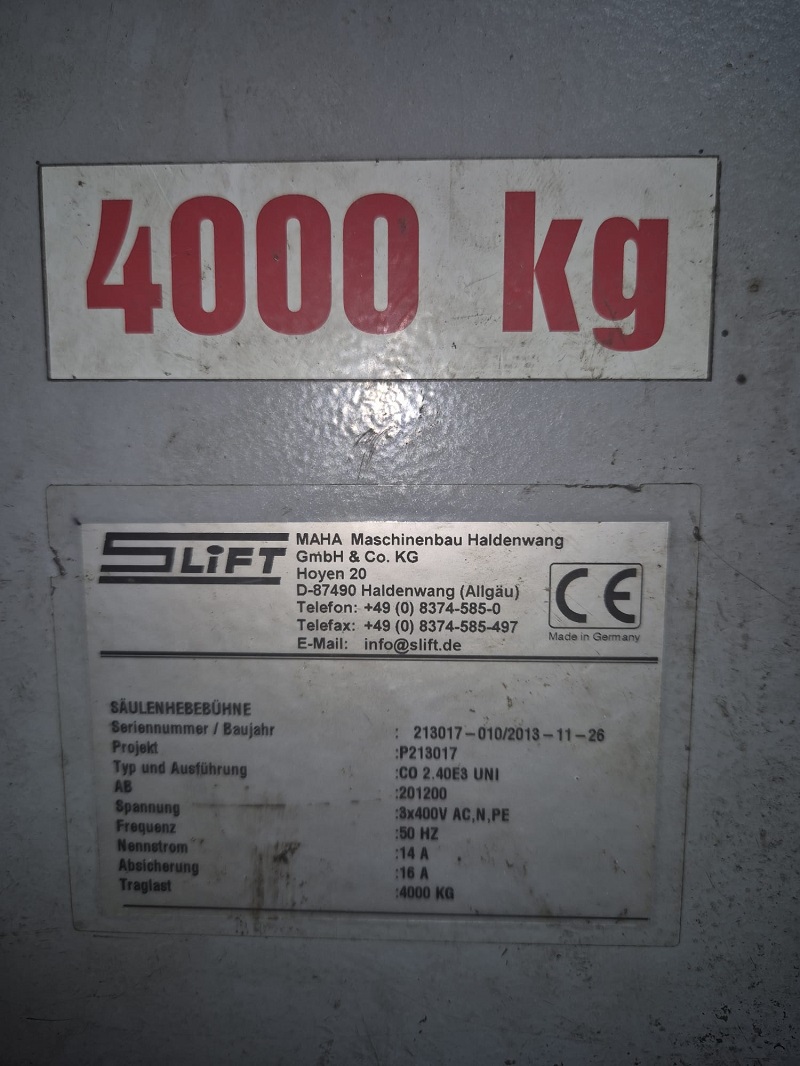 4000 kg
SLIFT
MAHA Maschinenbau Haldenwang
GmbH & Co. KG
Hoyen 20
D-87490 Haldenwang (Allgäu)
Telefon: +49 (0) 8374-585-0
Telefax: +49 (0) 8374-585-497
E-Mail: info@slift.de
CE
Made in Germany
SÄULENHEBEBÜHNE
Seriennummer / Baujahr : 213017-010/2013-11-26
Projekt :P213017
Typ und Ausführung :CO 2.40E3 UNI
AB :201200
Spannung :3x400V AC,N,PE
Frequenz :50 HZ
Nennstrom :14 A
Absicherung :16 A
Traglast :4000 KG